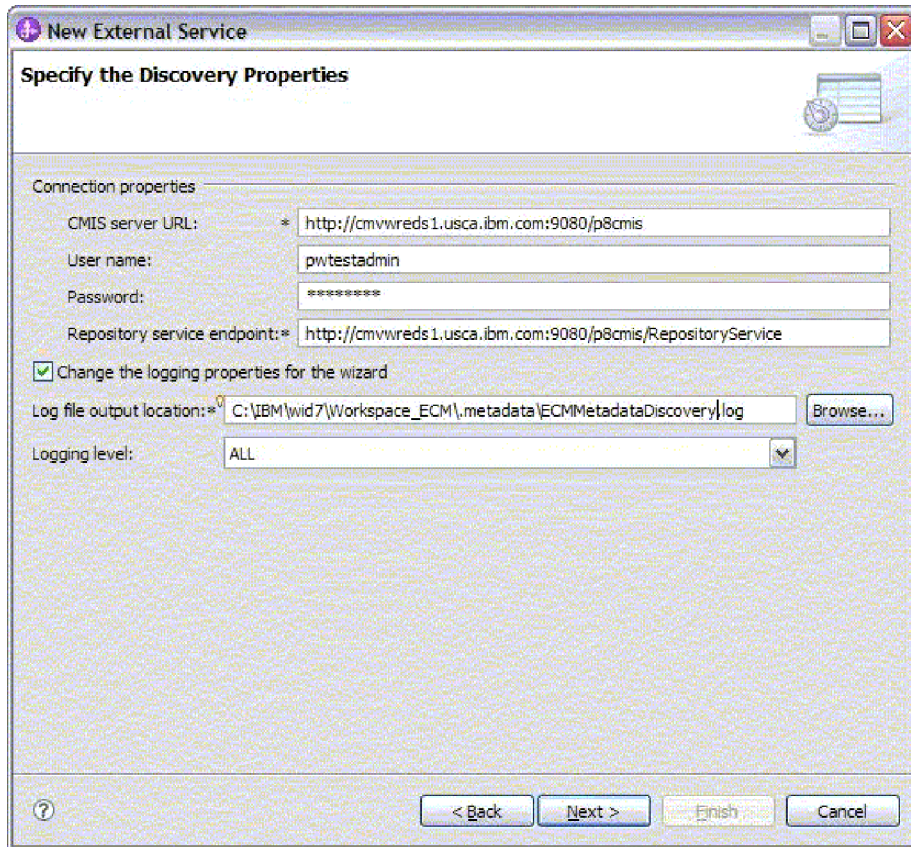 New External Service
Specify the Discovery Properties
Connection properties
CMIS server URL: * http://cmvwreds1.usca.ibm.com:9080/p8cmis
User name: pwtestadmin
Password: ********
Repository service endpoint:* http://cmvwreds1.usca.ibm.com:9080/p8cmis/RepositoryService
Change the logging properties for the wizard
Log file output location:* C:\IBM\wid7\Workspace_ECM\.metadata\ECMMetadataDiscovery.log Browse...
Logging level: ALL
? < Back Next > Finish Cancel